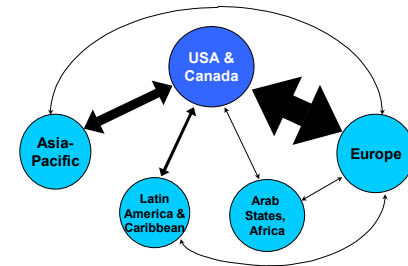 USA &
Canada
Asia-
Pacific
Europe
Latin
America &
Caribbean
Arab
States,
Africa